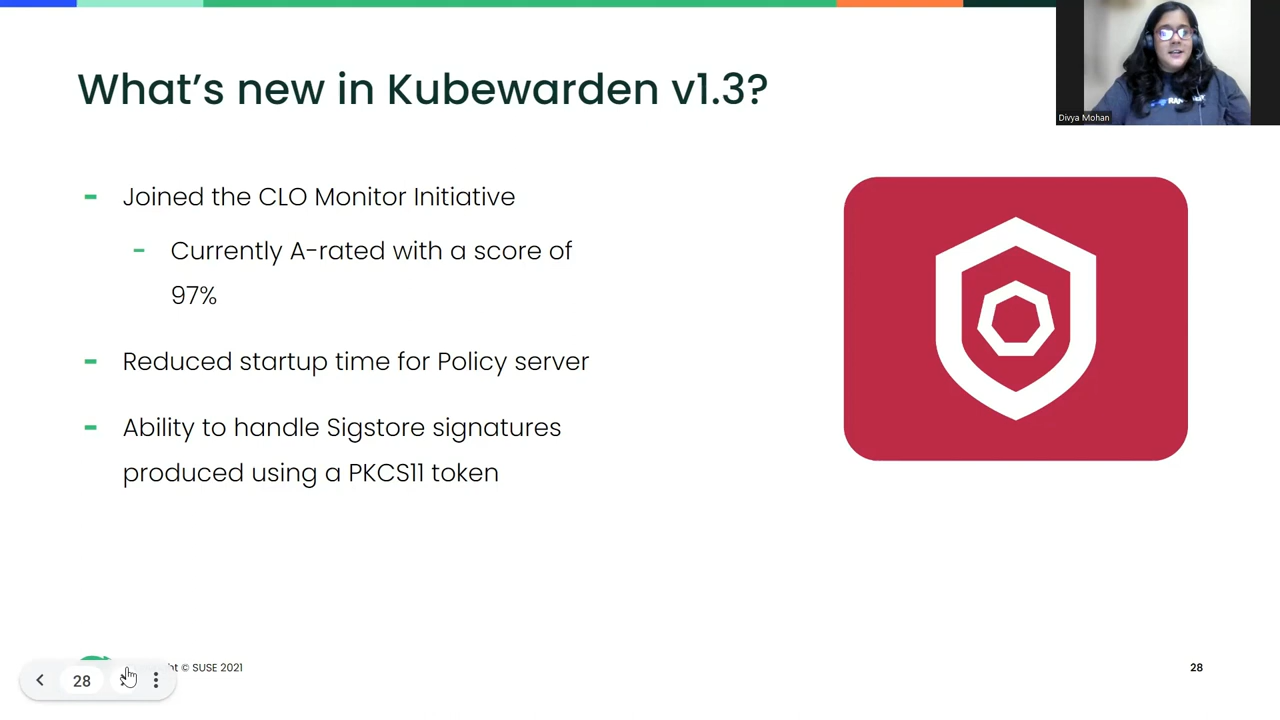 What's new in Kubewarden v1.3?
Divya Mohan
- Joined the CLO Monitor Initiative
- Currently A-rated with a score of
97%
- Reduced startup time for Policy server
- Ability to handle Sigstore signatures
produced using a PKCS11 token
28
© SUSE 2021
28